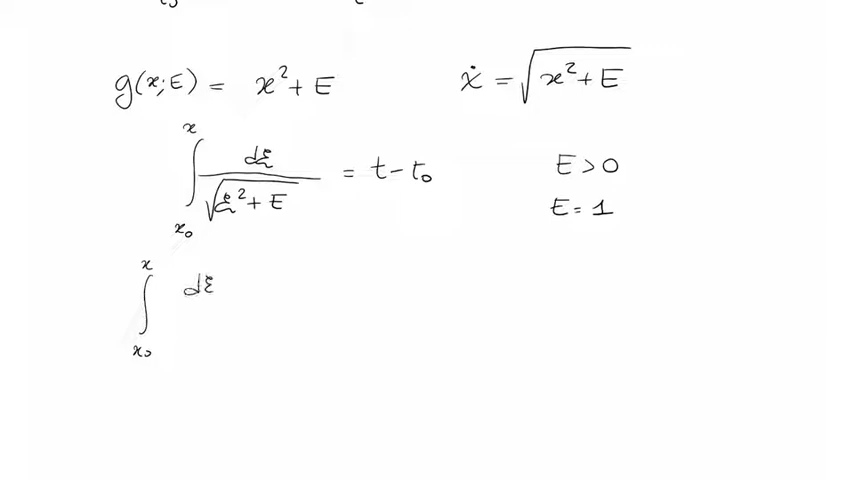 g(x;E) = x² + E ẋ = √(x² + E)
∫_{x₀}^{x} dξ / √(ξ² + E) = t - t₀ E > 0
E = 1
∫_{x₀}^{x} dξ